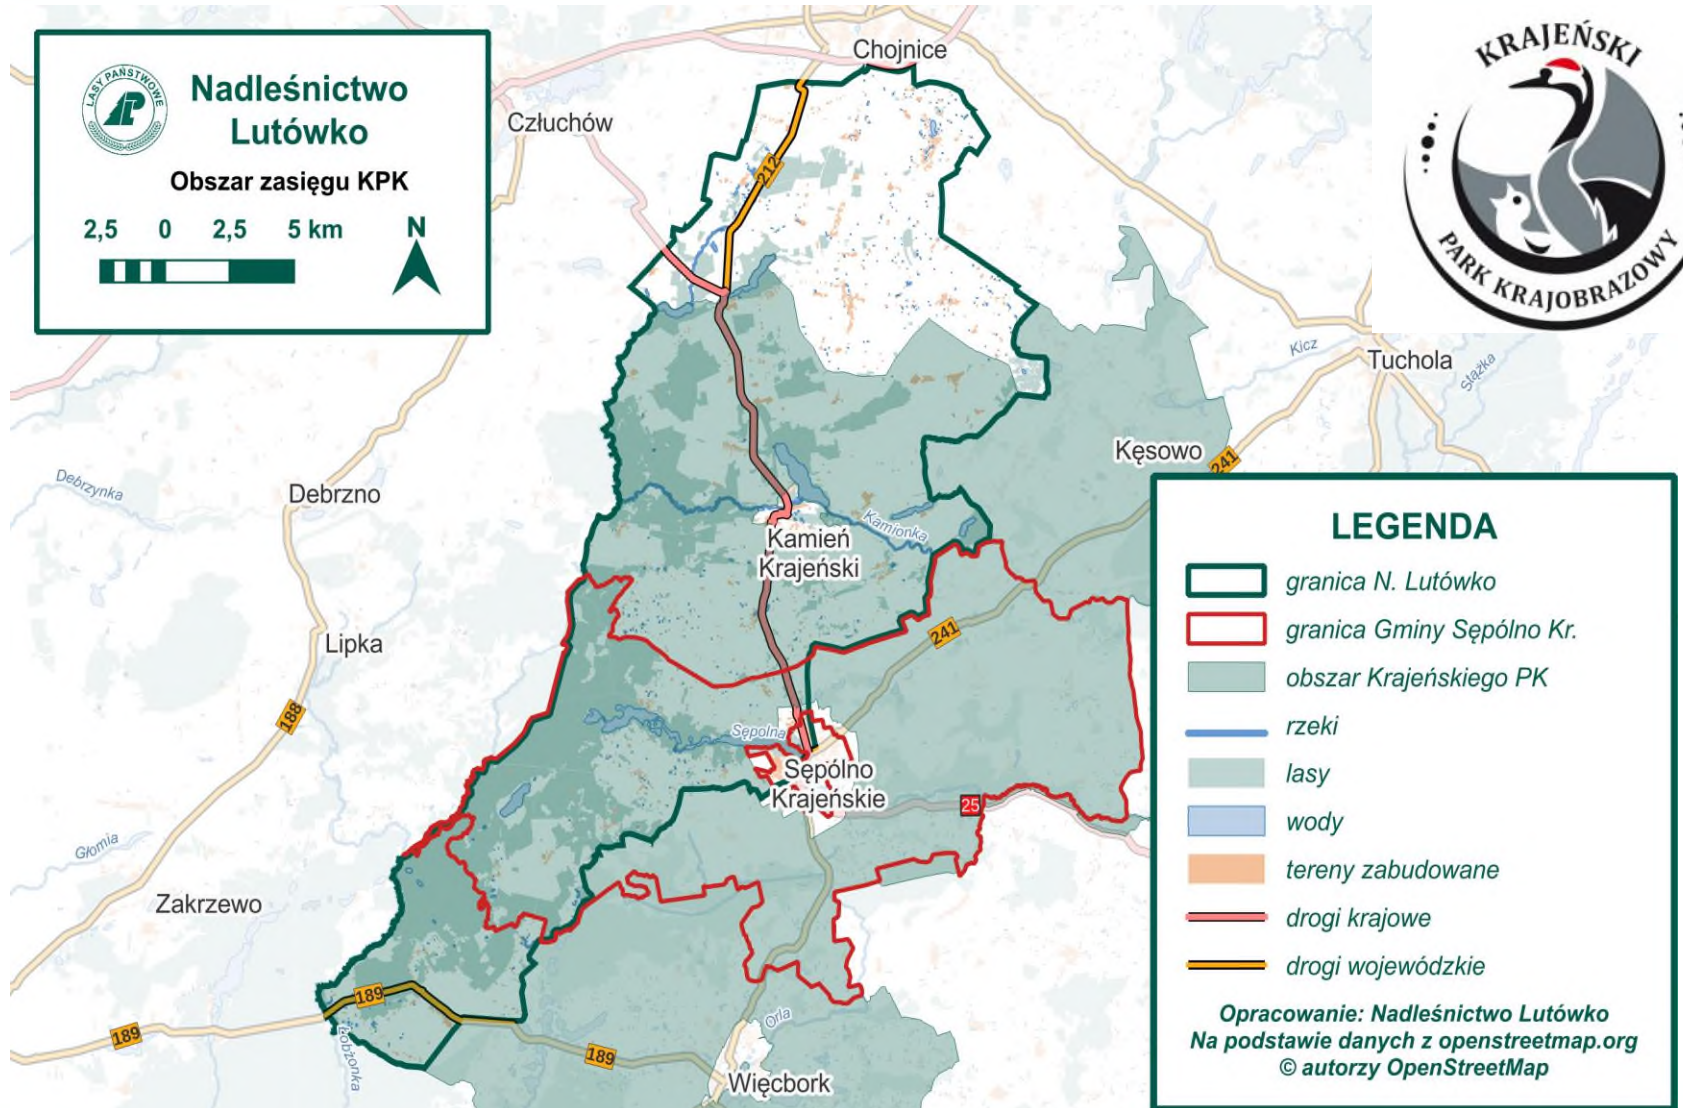 LASY PAŃSTWOWE
Nadleśnictwo
Lutówko
Obszar zasięgu KPK
2,5 0 2,5 5 km
N
KRAJEŃSKI
PARK KRAJOBRAZOWY
Chojnice
Człuchów
212
Kicz
Tuchola
Stążka
Kęsowo
241
Debrzynka
Debrzno
Kamionka
Kamień
Krajeński
241
Lipka
188
Sępolna
Sępólno
Krajeńskie
25
Głomia
Zakrzewo
189
189
Łobżonka
189
Orla
Więcbork
LEGENDA
granica N. Lutówko
granica Gminy Sępólno Kr.
obszar Krajeńskiego PK
rzeki
lasy
wody
tereny zabudowane
drogi krajowe
drogi wojewódzkie
Opracowanie: Nadleśnictwo Lutówko
Na podstawie danych z openstreetmap.org
© autorzy OpenStreetMap